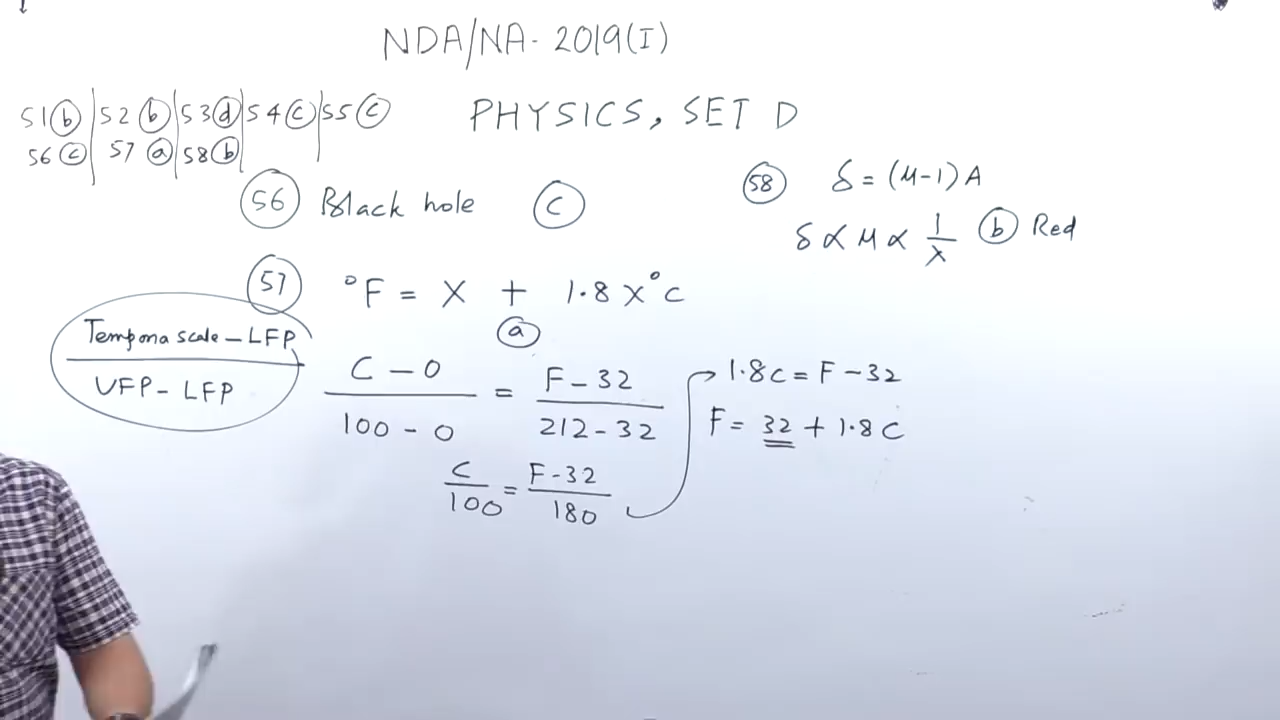 NDA/NA- 2019(I)
51 (b) | 52 (b) | 53 (d) | 54 (c) | 55 (c)
PHYSICS, SET D
56 (c) | 57 (a) | 58 (b)
(56) Black hole (c)
(58) δ = (μ-1) A
δ ∝ μ ∝ 1/λ (b) Red
(57) °F = X + 1.8 x °C
(a)
Tempona scale – LFP
UFP - LFP
C - 0 / 100 - 0 = F - 32 / 212 - 32
C / 100 = F - 32 / 180
1.8C = F - 32
F = 32 + 1.8 C